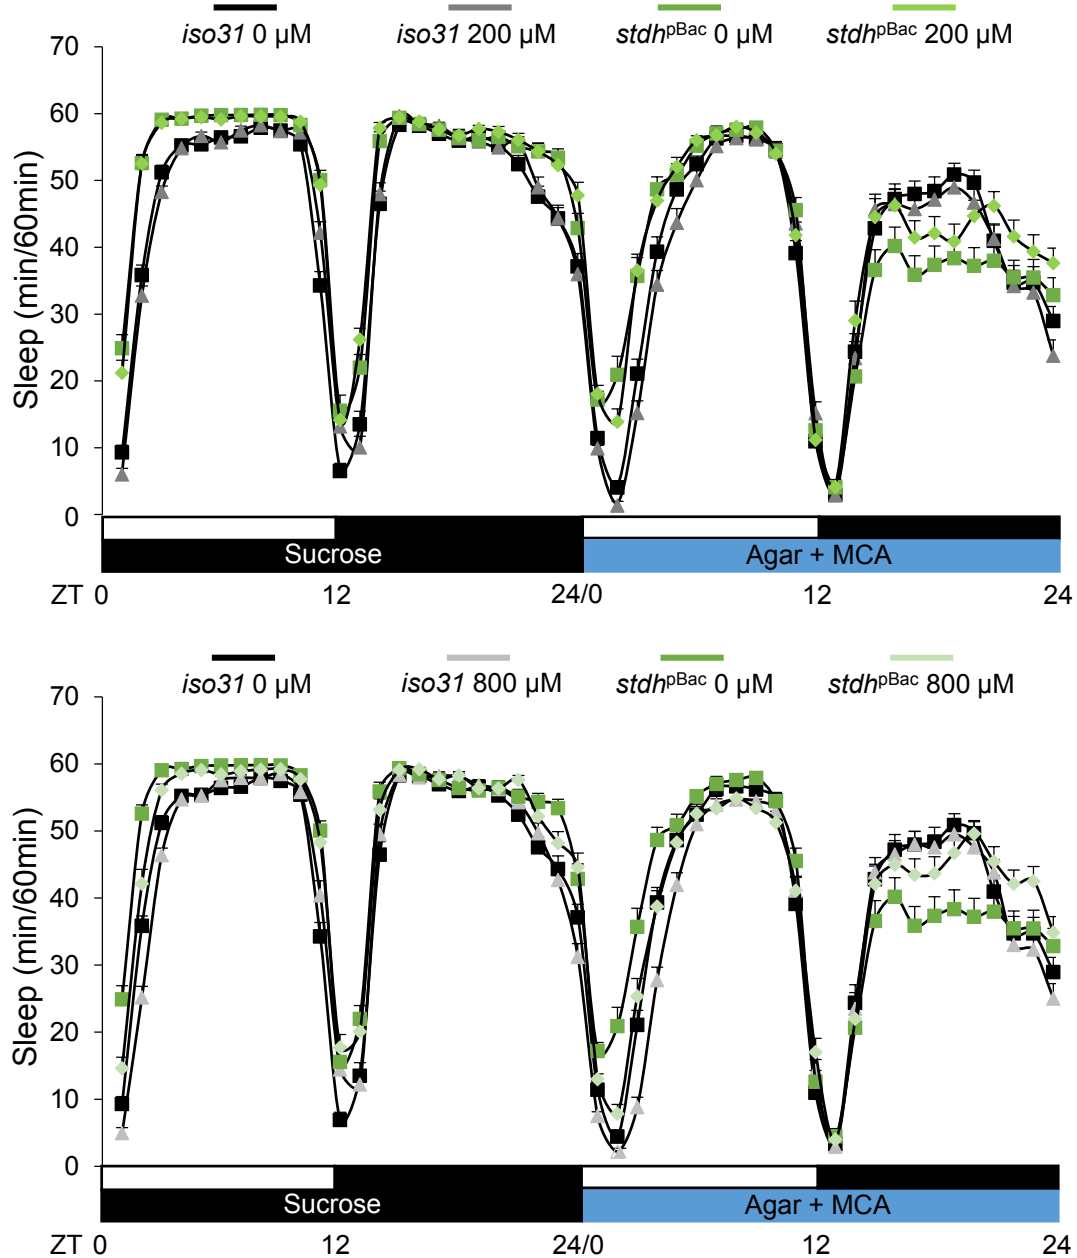 iso31 0 µM iso31 200 µM stdhpBac 0 µM stdhpBac 200 µM
70
60
50
40
30
20
10
0
Sleep (min/60min)
Sucrose Agar + MCA
ZT 0 12 24/0 12 24
iso31 0 µM iso31 800 µM stdhpBac 0 µM stdhpBac 800 µM
70
60
50
40
30
20
10
0
Sleep (min/60min)
Sucrose Agar + MCA
ZT 0 12 24/0 12 24